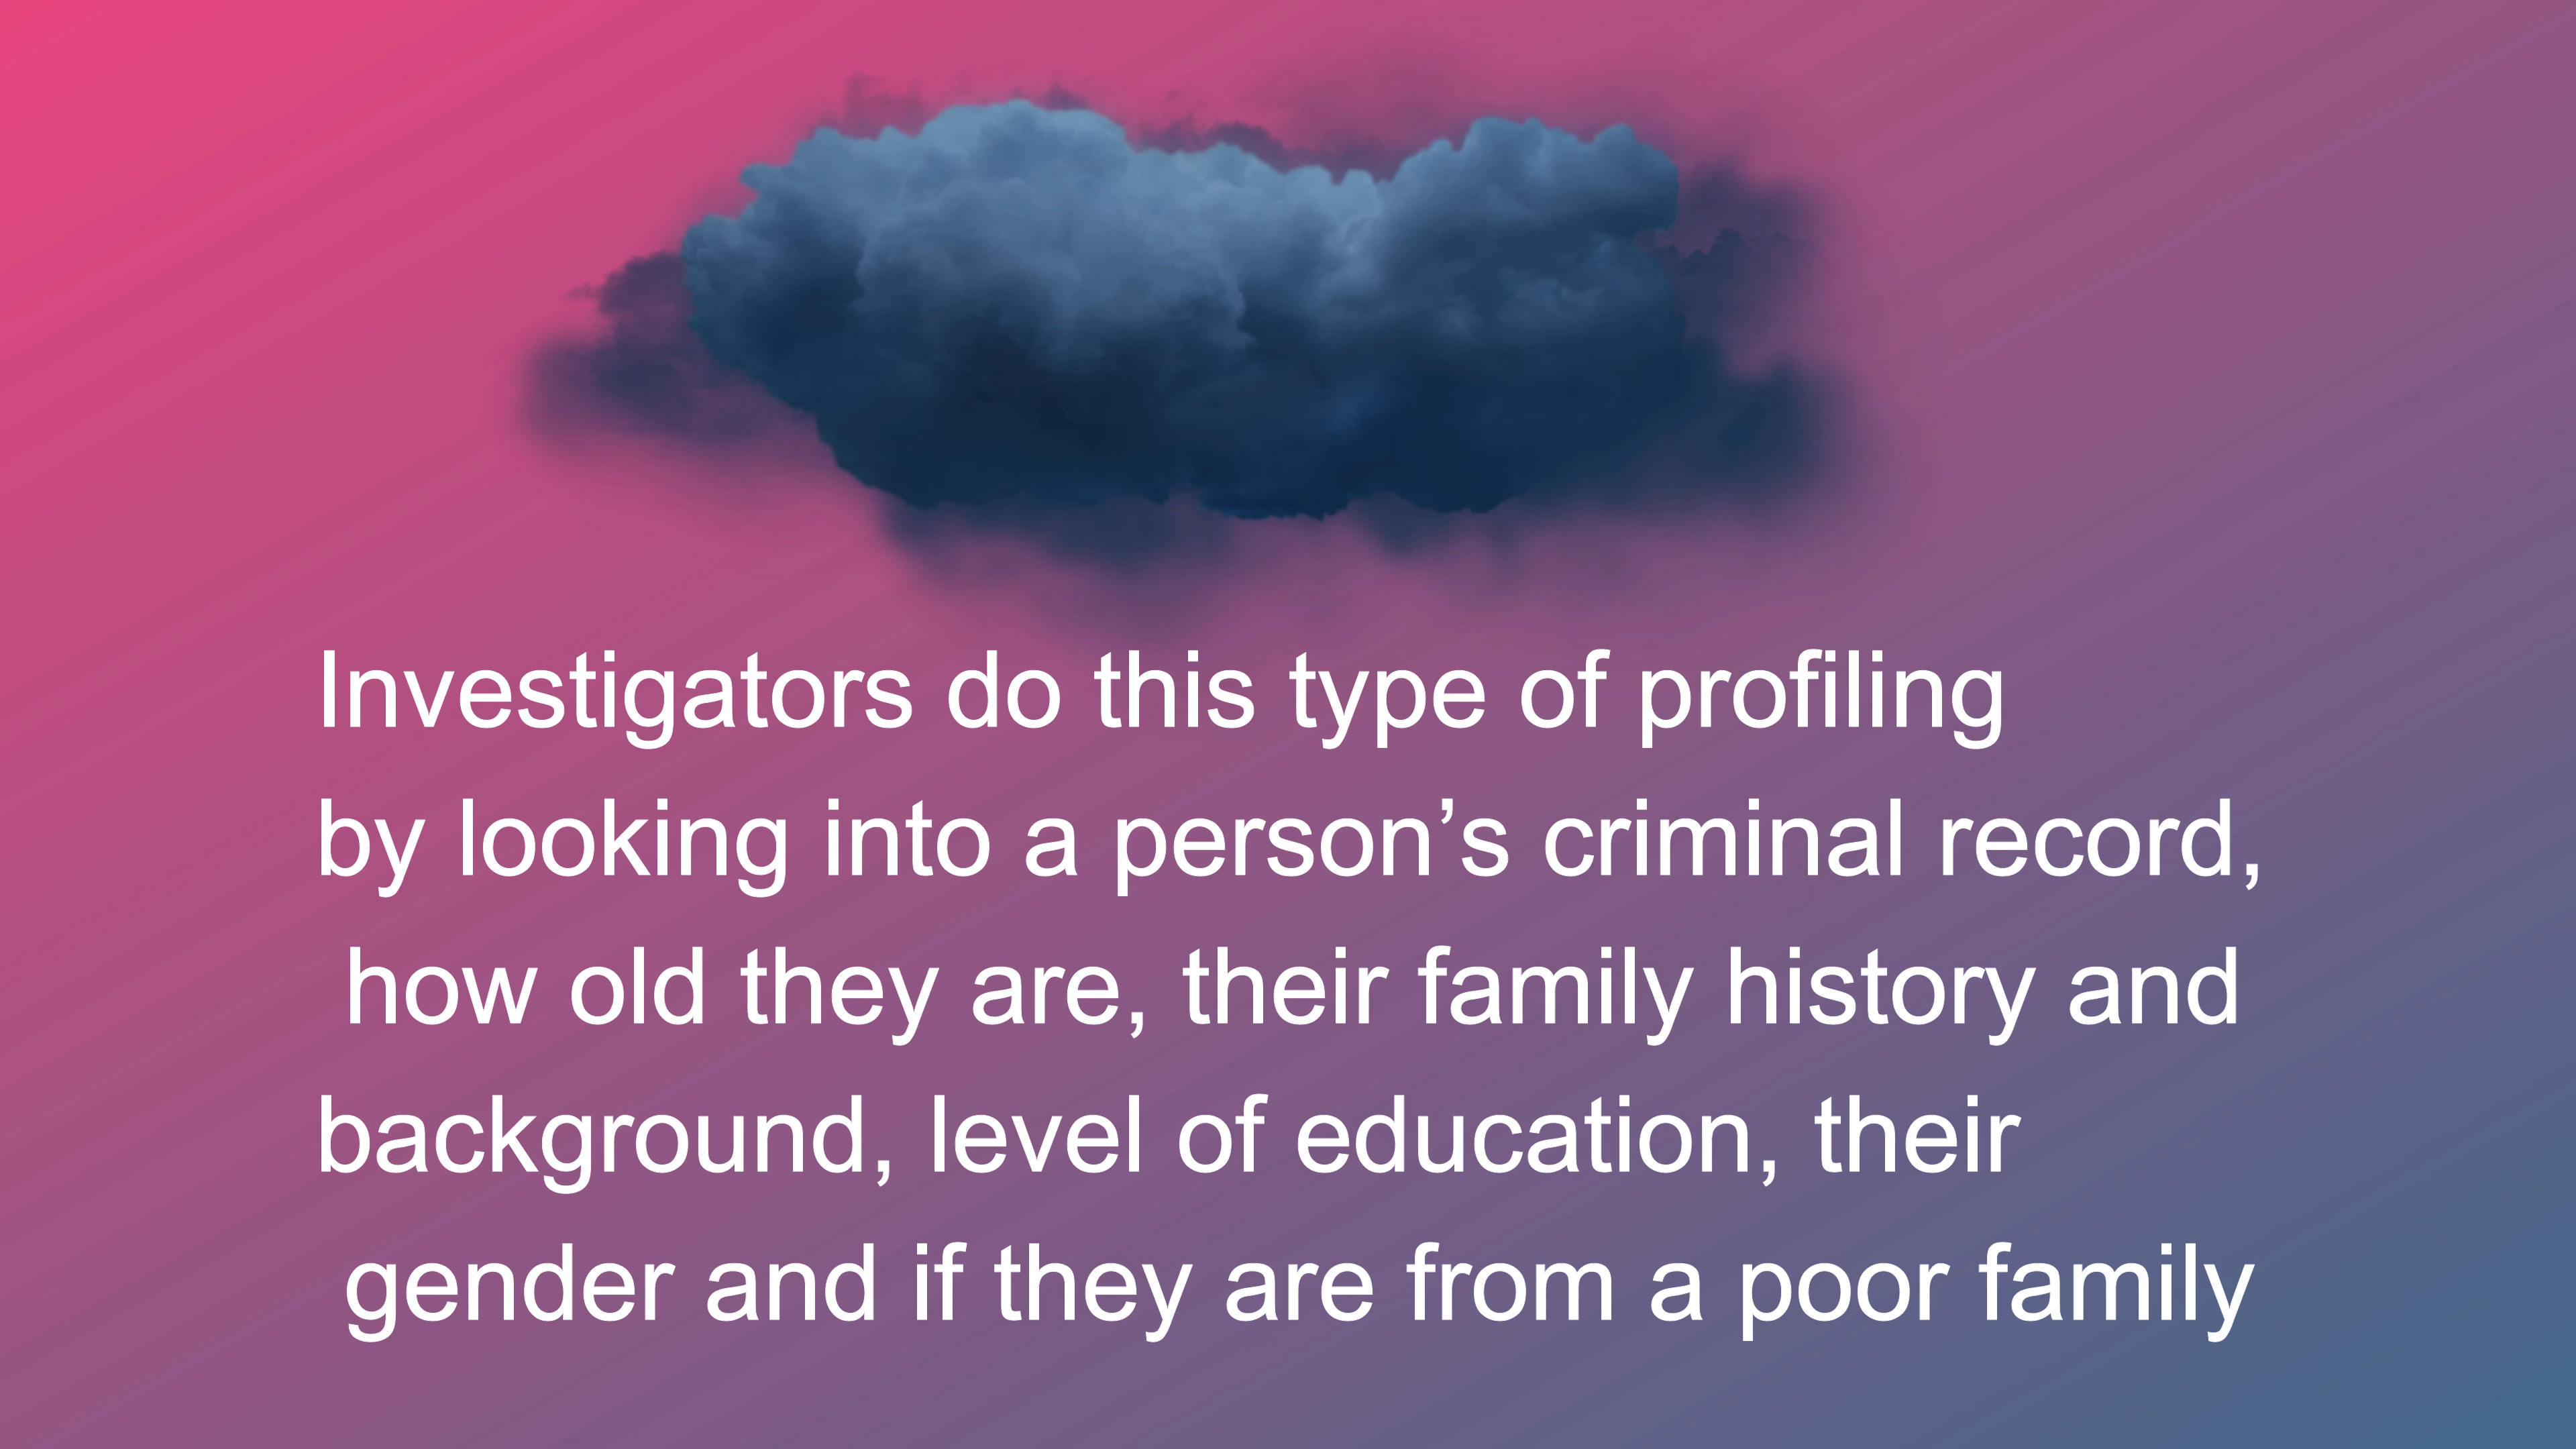 Investigators do this type of profiling
by looking into a person’s criminal record,
how old they are, their family history and
background, level of education, their
gender and if they are from a poor family